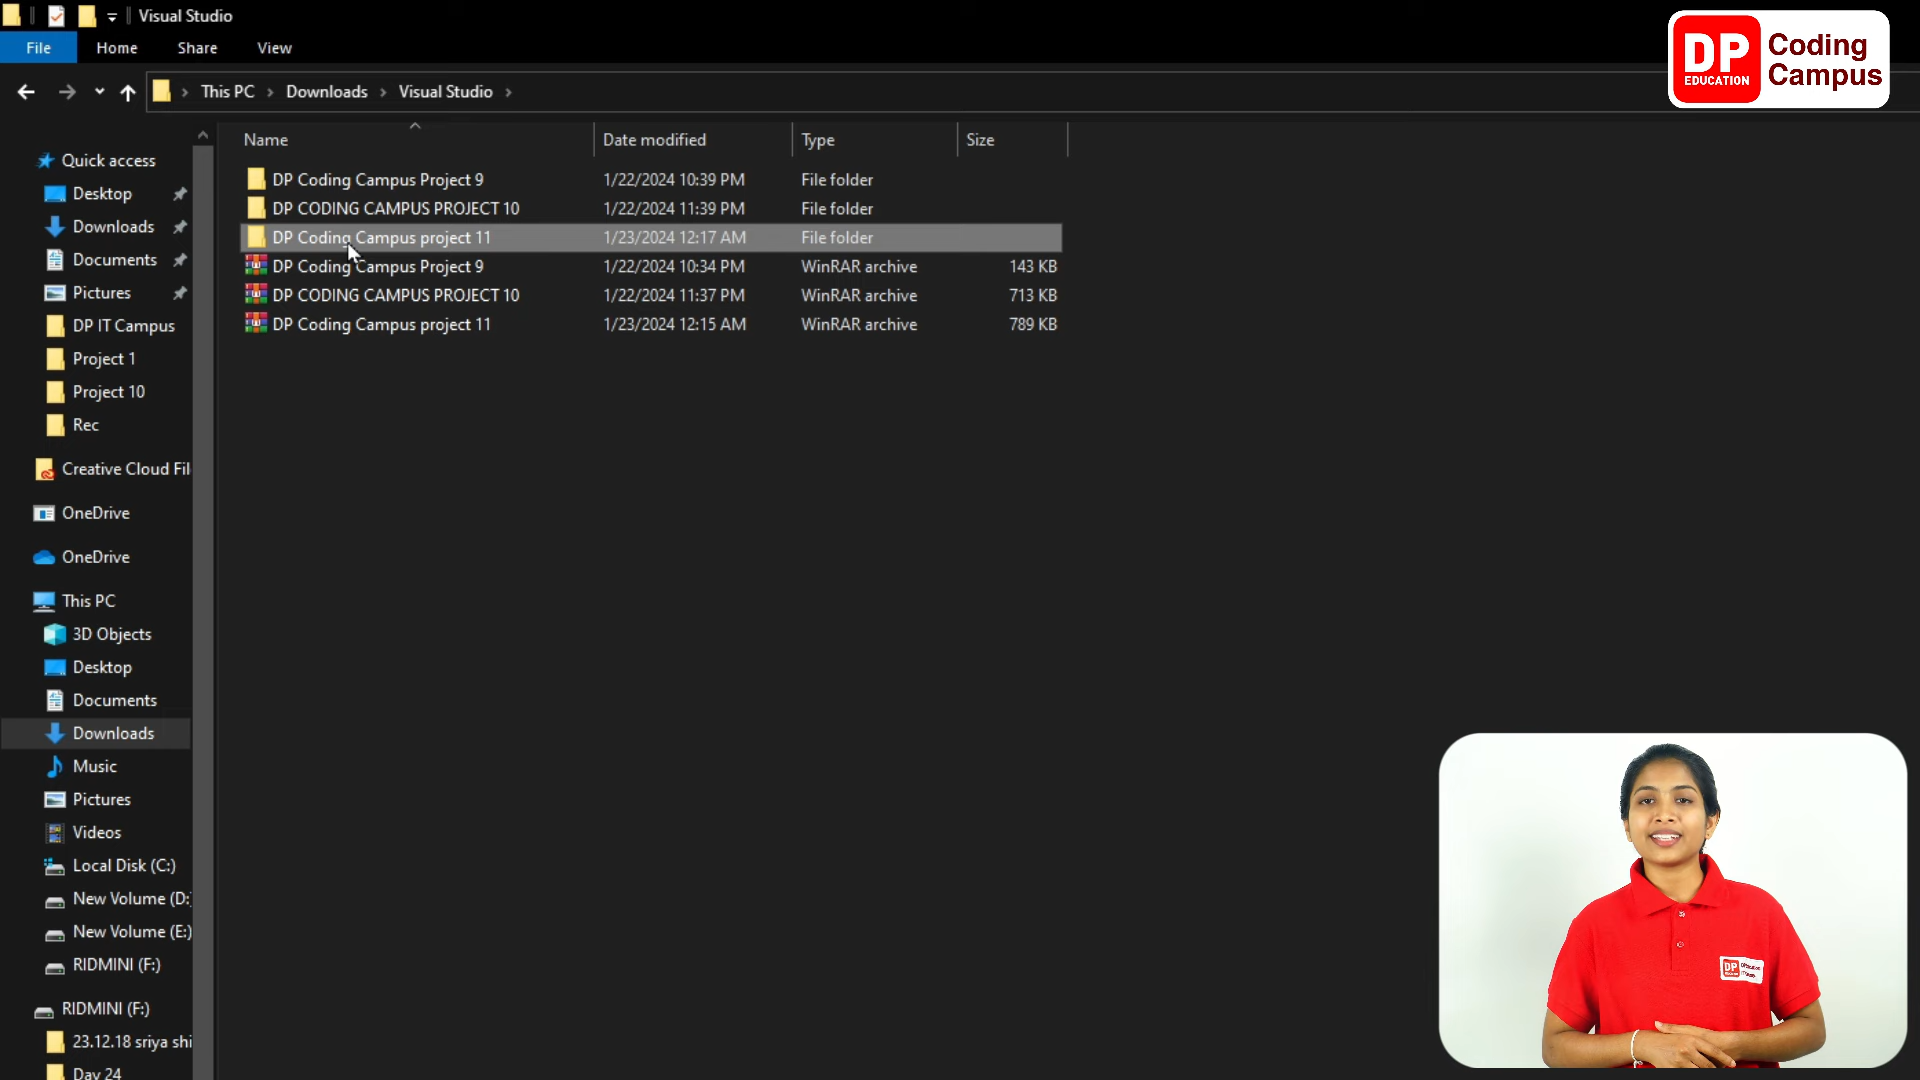 Visual Studio
File Home Share View
This PC > Downloads > Visual Studio >
DP EDUCATION Coding Campus
Name Date modified Type Size
DP Coding Campus Project 9 1/22/2024 10:39 PM File folder
DP CODING CAMPUS PROJECT 10 1/22/2024 11:39 PM File folder
DP Coding Campus project 11 1/23/2024 12:17 AM File folder
DP Coding Campus Project 9 1/22/2024 10:34 PM WinRAR archive 143 KB
DP CODING CAMPUS PROJECT 10 1/22/2024 11:37 PM WinRAR archive 713 KB
DP Coding Campus project 11 1/23/2024 12:15 AM WinRAR archive 789 KB
Quick access
Desktop
Downloads
Documents
Pictures
DP IT Campus
Project 1
Project 10
Rec
Creative Cloud Fil
OneDrive
OneDrive
This PC
3D Objects
Desktop
Documents
Downloads
Music
Pictures
Videos
Local Disk (C:)
New Volume (D:
New Volume (E:)
RIDMINI (F:)
RIDMINI (F:)
23.12.18 sriya shi
Day 24
DP